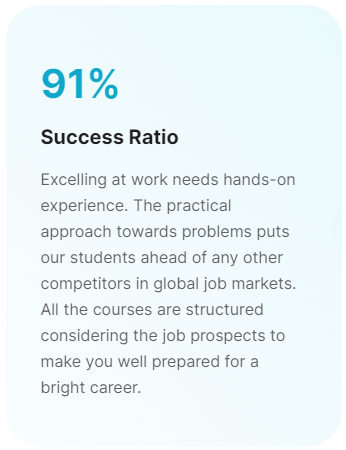 91%
Success Ratio
Excelling at work needs hands-on
experience. The practical
approach towards problems puts
our students ahead of any other
competitors in global job markets.
All the courses are structured
considering the job prospects to
make you well prepared for a
bright career.